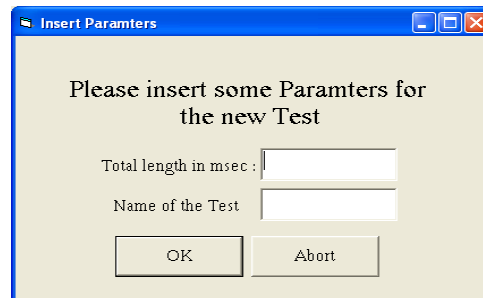 Insert Paramters
Please insert some Paramters for
the new Test
Total length in msec :
Name of the Test
OK Abort